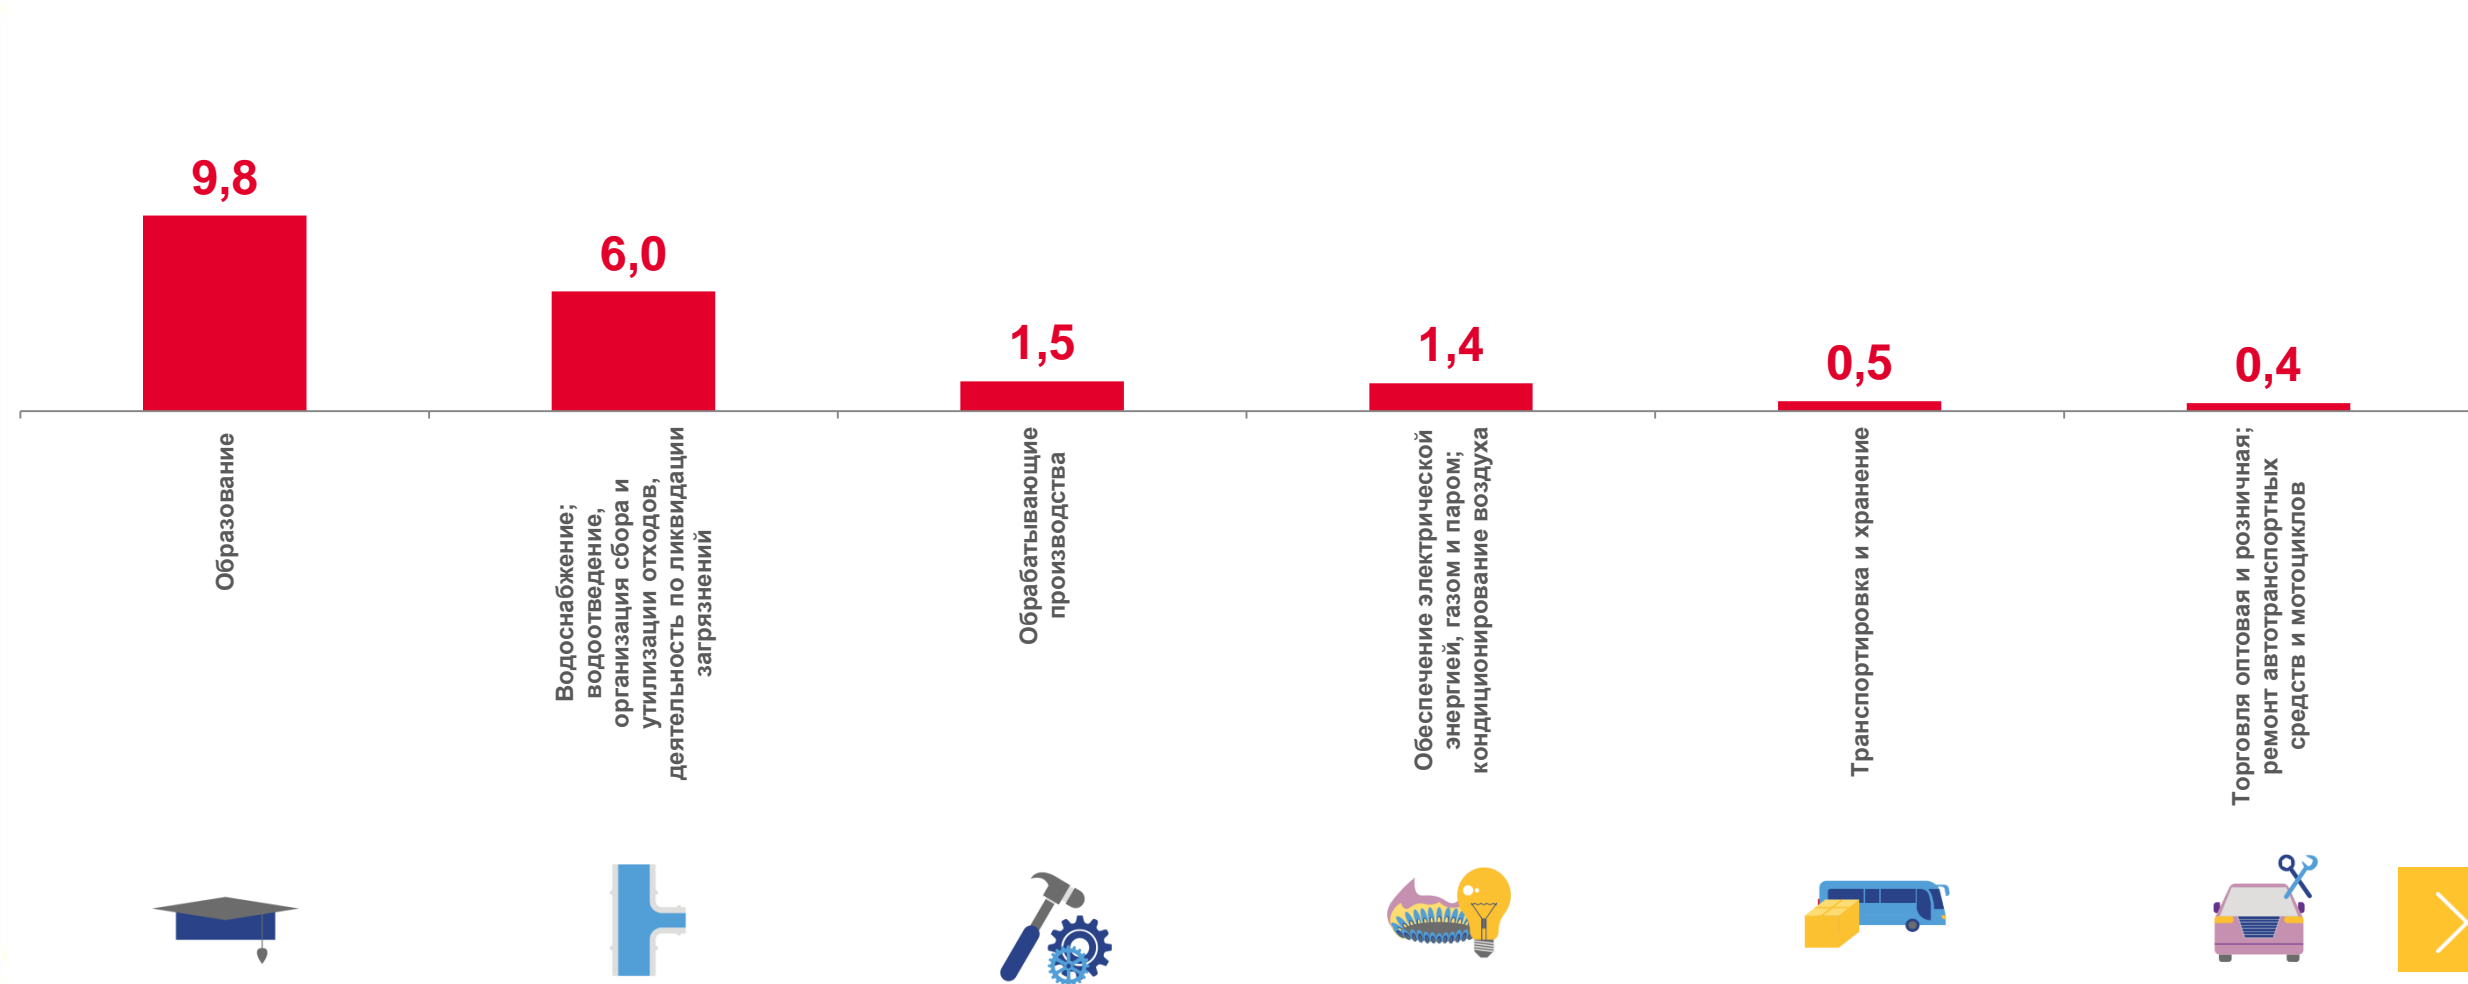 9,8
6,0
1,5
1,4
0,5
0,4
Образование
Водоснабжение;
водоотведение,
организация сбора и
утилизации отходов,
деятельность по ликвидации
загрязнений
Обрабатывающие
производства
Обеспечение электрической
энергией, газом и паром;
кондиционирование воздуха
Транспортировка и хранение
Торговля оптовая и розничная;
ремонт автотранспортных
средств и мотоциклов